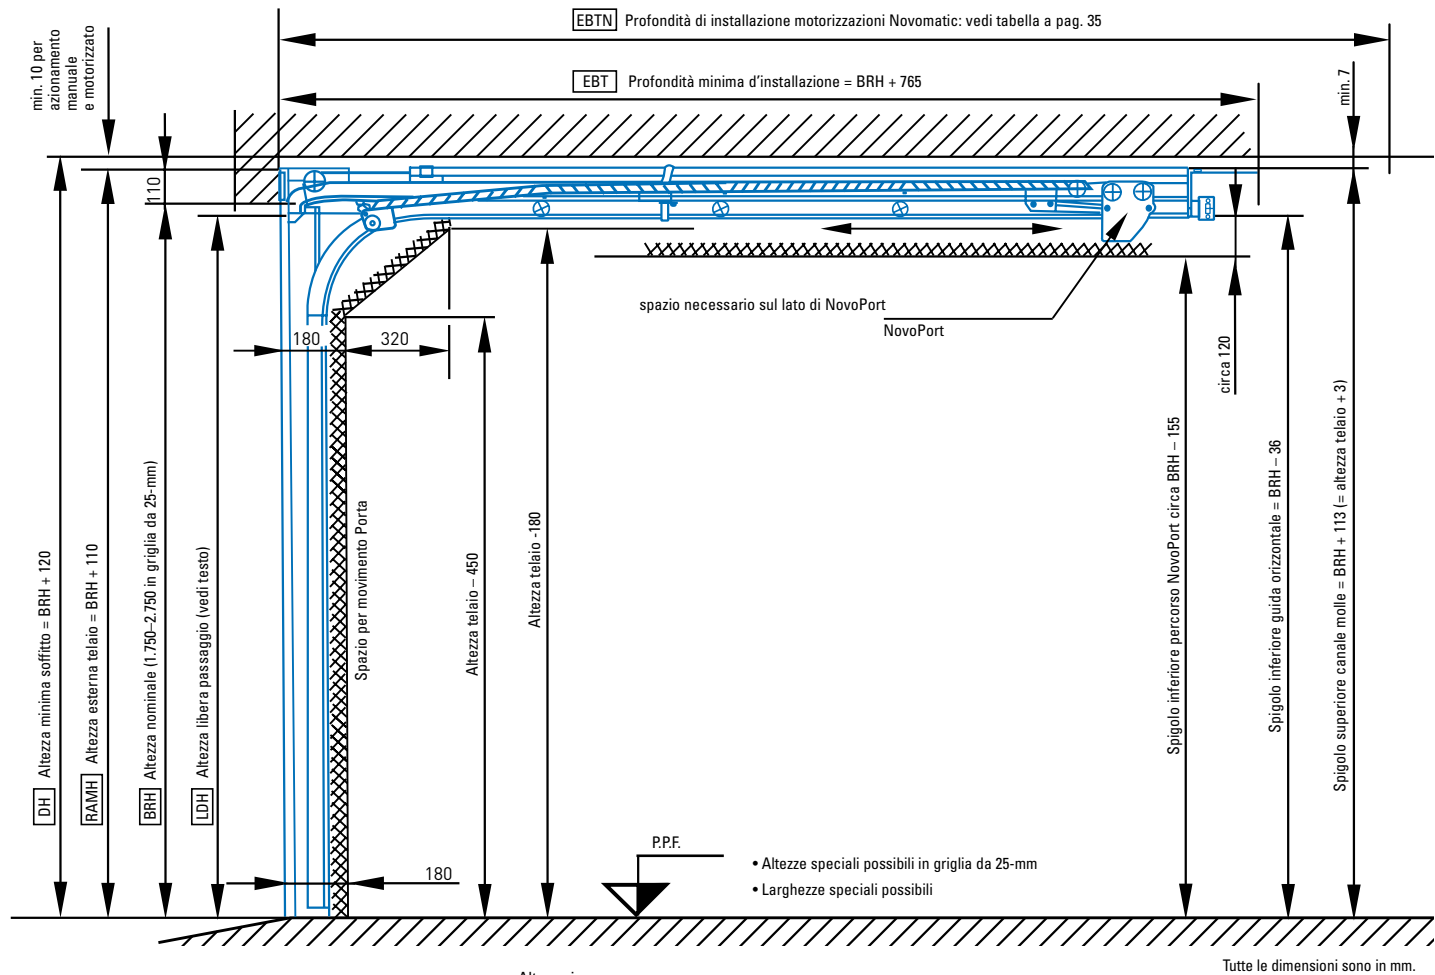 EBTN Profondità di installazione motorizzazioni Novomatic: vedi tabella a pag. 35
EBT Profondità minima d'installazione = BRH + 765
min. 10 per
azionamento
manuale
e motorizzato
min. 7
110
180
320
spazio necessario sul lato di NovoPort
NovoPort
circa 120
DH Altezza minima soffitto = BRH + 120
RAMH Altezza esterna telaio = BRH + 110
BRH Altezza nominale (1.750–2.750 in griglia da 25-mm)
LDH Altezza libera passaggio (vedi testo)
Spazio per movimento Porta
Altezza telaio – 450
Altezza telaio -180
Spigolo inferiore percorso NovoPort circa BRH – 155
Spigolo inferiore guida orizzontale = BRH – 36
Spigolo superiore canale molle = BRH + 113 (= altezza telaio + 3)
180
P.P.F.
• Altezze speciali possibili in griglia da 25-mm
• Larghezze speciali possibili
Tutte le dimensioni sono in mm.